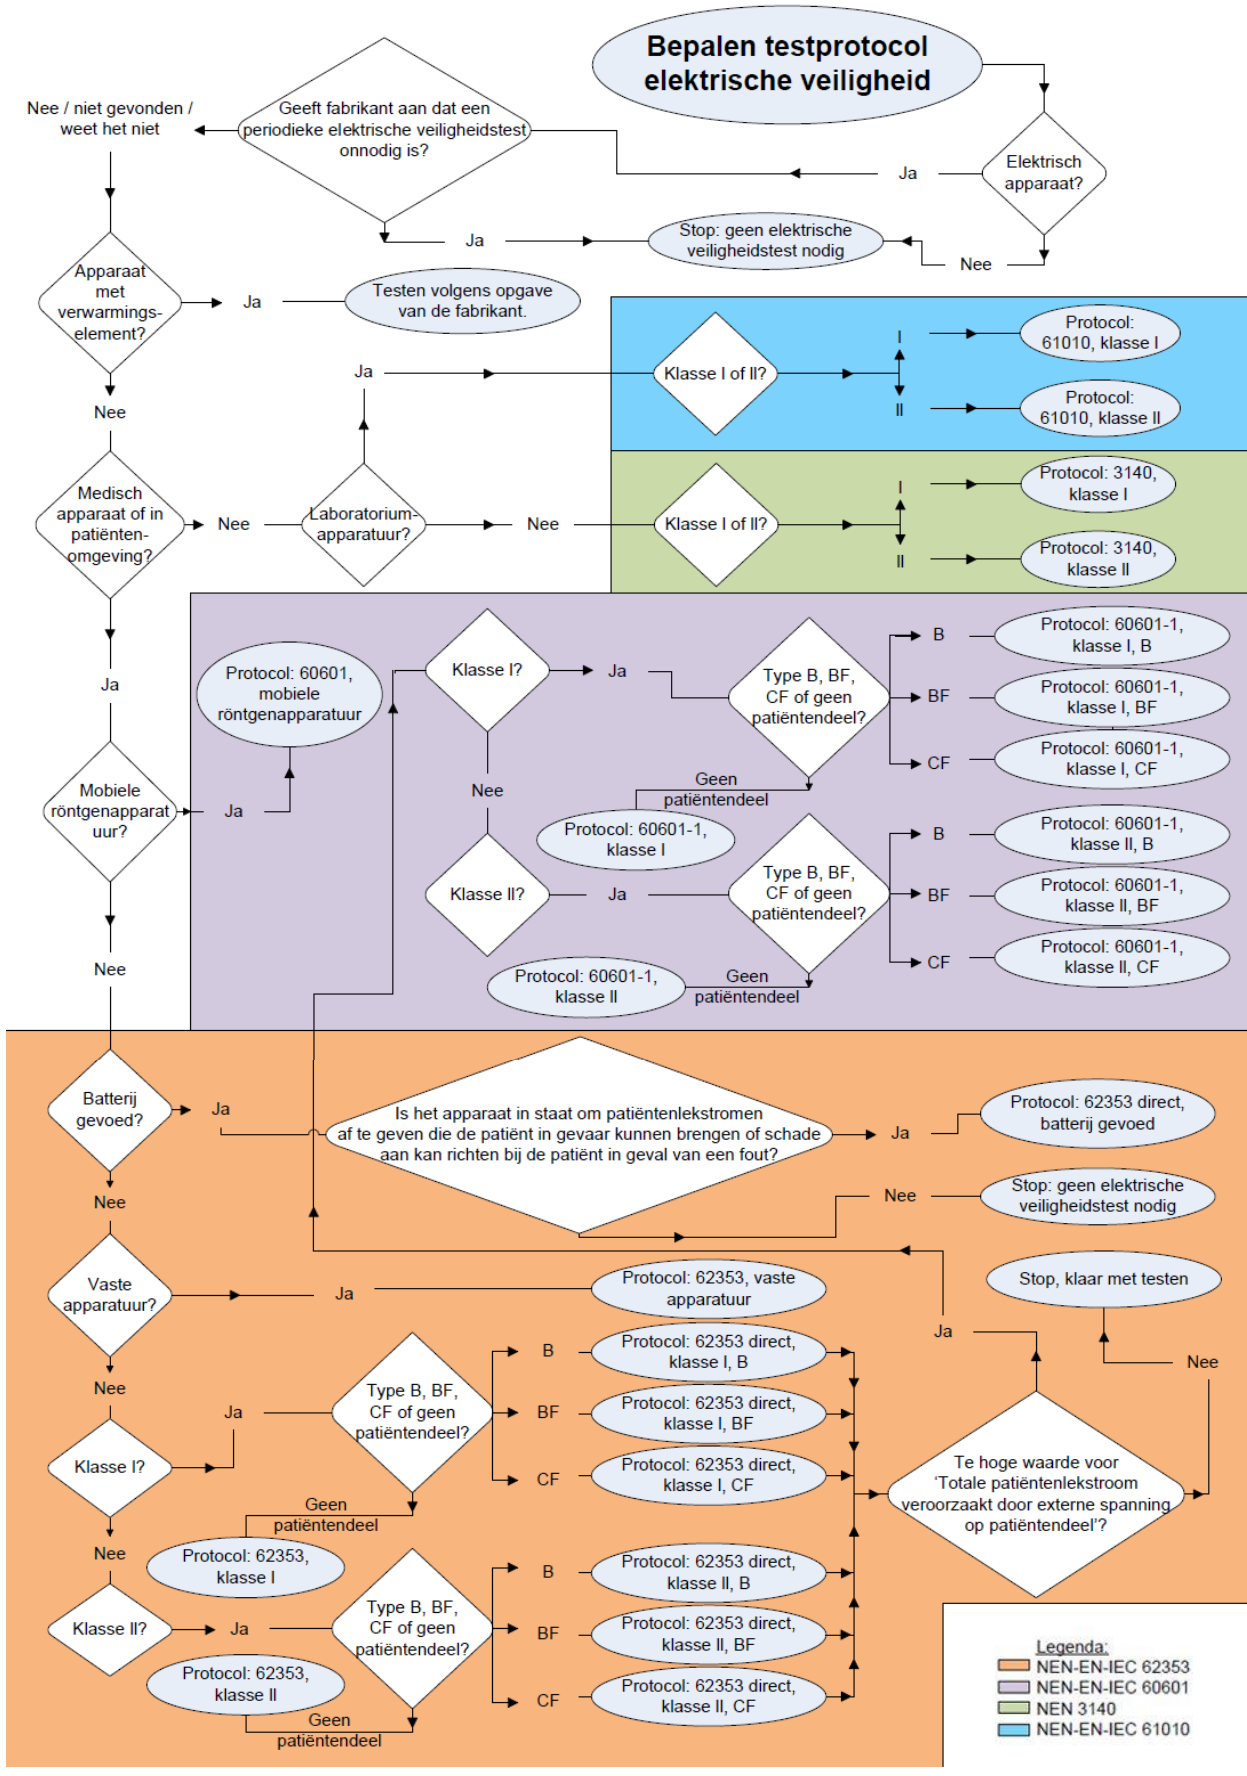 Bepalen testprotocol
elektrische veiligheid
Elektrisch
apparaat?
Ja
Nee
Geeft fabrikant aan dat een
periodieke elektrische veiligheidstest
onnodig is?
Nee / niet gevonden /
weet het niet
Ja
Stop: geen elektrische
veiligheidstest nodig
Apparaat
met
verwarmings-
element?
Ja
Testen volgens opgave
van de fabrikant.
Nee
Medisch
apparaat of in
patiënten-
omgeving?
Nee
Laboratorium-
apparatuur?
Ja
Klasse I of II?
I
Protocol:
61010, klasse I
II
Protocol:
61010, klasse II
Nee
Klasse I of II?
I
Protocol: 3140,
klasse I
II
Protocol: 3140,
klasse II
Ja
Mobiele
röntgenapparat
uur?
Ja
Protocol: 60601,
mobiele
röntgenapparatuur
Nee
Klasse I?
Ja
Type B, BF,
CF of geen
patiëntendeel?
B
Protocol: 60601-1,
klasse I, B
BF
Protocol: 60601-1,
klasse I, BF
CF
Protocol: 60601-1,
klasse I, CF
Geen
patiëntendeel
Protocol: 60601-1,
klasse I
Nee
Klasse II?
Ja
Type B, BF,
CF of geen
patiëntendeel?
B
Protocol: 60601-1,
klasse II, B
BF
Protocol: 60601-1,
klasse II, BF
CF
Protocol: 60601-1,
klasse II, CF
Geen
patiëntendeel
Protocol: 60601-1,
klasse II
Batterij
gevoed?
Ja
Is het apparaat in staat om patiëntenlekstromen
af te geven die de patiënt in gevaar kunnen brengen of schade
aan kan richten bij de patiënt in geval van een fout?
Ja
Protocol: 62353 direct,
batterij gevoed
Nee
Stop: geen elektrische
veiligheidstest nodig
Nee
Vaste
apparatuur?
Ja
Protocol: 62353, vaste
apparatuur
Nee
Klasse I?
Ja
Type B, BF,
CF of geen
patiëntendeel?
B
Protocol: 62353 direct,
klasse I, B
BF
Protocol: 62353 direct,
klasse I, BF
CF
Protocol: 62353 direct,
klasse I, CF
Geen
patiëntendeel
Protocol: 62353,
klasse I
Nee
Klasse II?
Ja
Type B, BF,
CF of geen
patiëntendeel?
B
Protocol: 62353 direct,
klasse II, B
BF
Protocol: 62353 direct,
klasse II, BF
CF
Protocol: 62353 direct,
klasse II, CF
Protocol: 62353,
klasse II
Geen
patiëntendeel
Te hoge waarde voor
‘Totale patiëntenlekstroom
veroorzaakt door externe spanning
op patiëntendeel’?
Ja
Nee
Stop, klaar met testen
Legenda:
NEN-EN-IEC 62353
NEN-EN-IEC 60601
NEN 3140
NEN-EN-IEC 61010